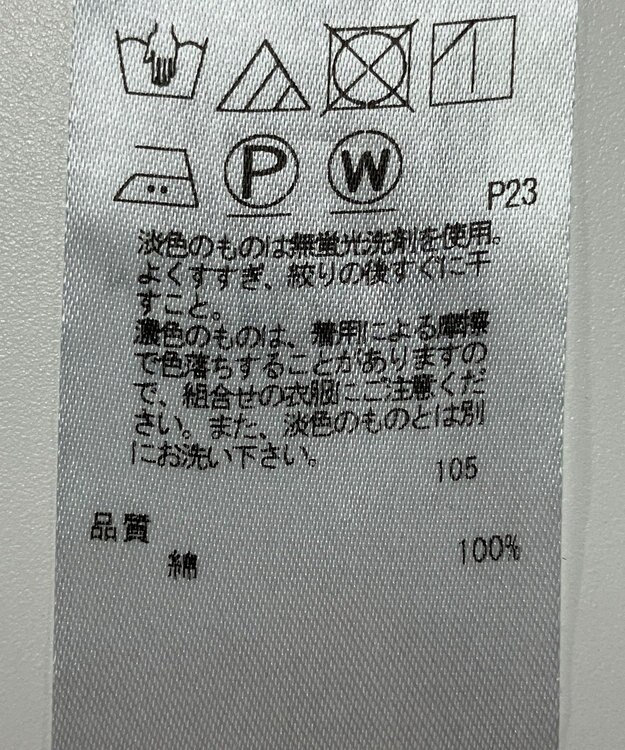 P
W
P23
淡色のものは無蛍光洗剤を使用。
よくすすぎ、絞りの後すぐに干
すこと。
濃色のものは、着用による摩擦
で色落ちすることがありますの
で、組合せの衣服にご注意くだ
さい。また、淡色のものとは別
にお洗い下さい。
105
品質
綿 100%